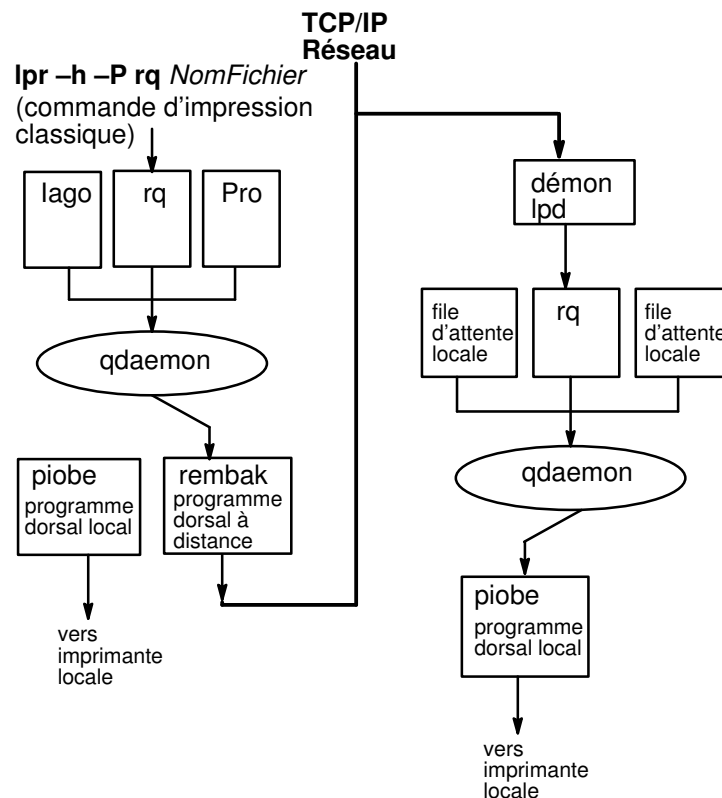 TCP/IP
Réseau
lpr –h –P rq NomFichier
(commande d'impression
classique)
Iago
rq
Pro
qdaemon
piobe
programme
dorsal local
rembak
programme
dorsal à
distance
vers
imprimante
locale
démon
lpd
file
d'attente
locale
rq
file
d'attente
locale
qdaemon
piobe
programme
dorsal local
vers
imprimante
locale